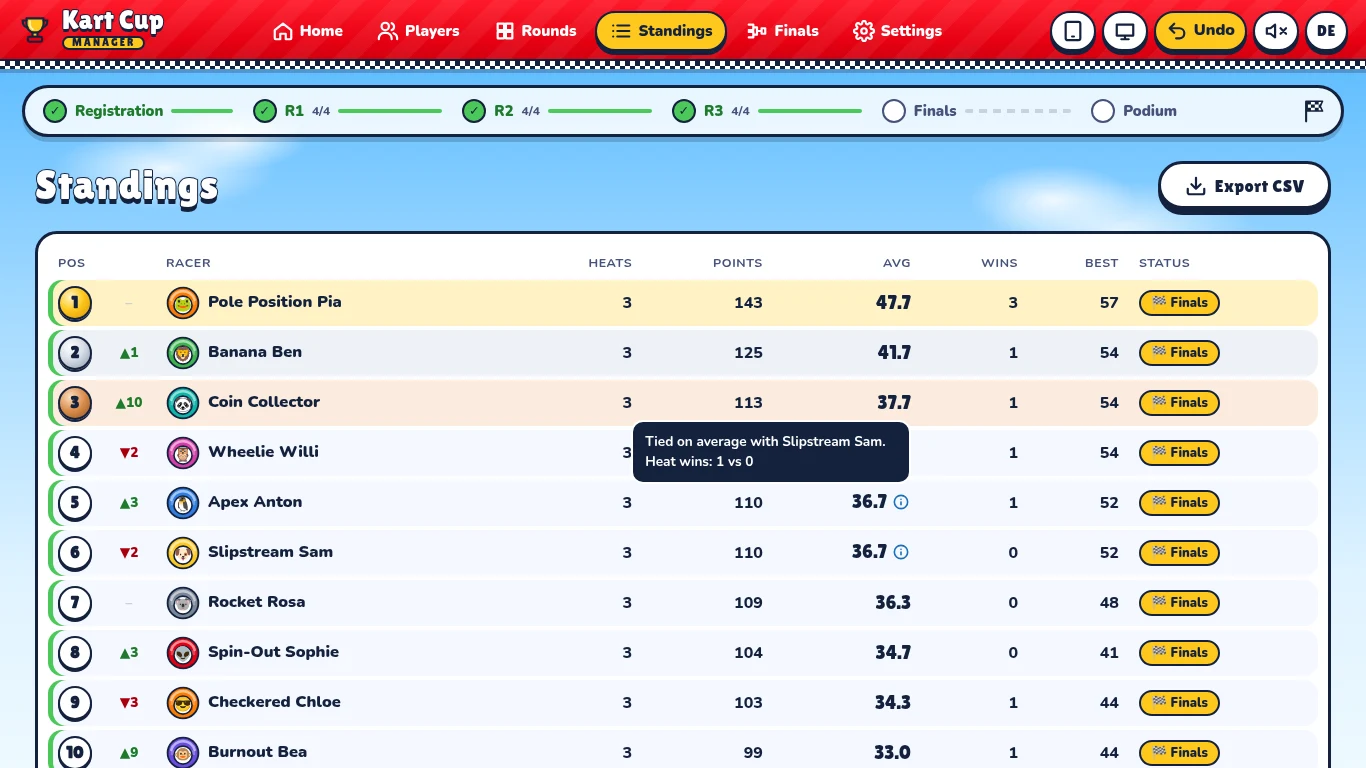 Kart Cup
MANAGER
Home
Players
Rounds
Standings
Finals
Settings
Undo
DE
Registration
R1 4/4
R2 4/4
R3 4/4
Finals
Podium
Standings
Export CSV
POS RACER HEATS POINTS AVG WINS BEST STATUS
1 – Pole Position Pia 3 143 47.7 3 57 Finals
2 ▲1 Banana Ben 3 125 41.7 1 54 Finals
3 ▲10 Coin Collector 3 113 37.7 1 54 Finals
4 ▼2 Wheelie Willi 3 1 54 Finals
Tied on average with Slipstream Sam.
Heat wins: 1 vs 0
5 ▲3 Apex Anton 3 110 36.7 1 52 Finals
6 ▼2 Slipstream Sam 3 110 36.7 0 52 Finals
7 – Rocket Rosa 3 109 36.3 0 48 Finals
8 ▲3 Spin-Out Sophie 3 104 34.7 0 41 Finals
9 ▼3 Checkered Chloe 3 103 34.3 1 44 Finals
10 ▲9 Burnout Bea 3 99 33.0 1 44 Finals